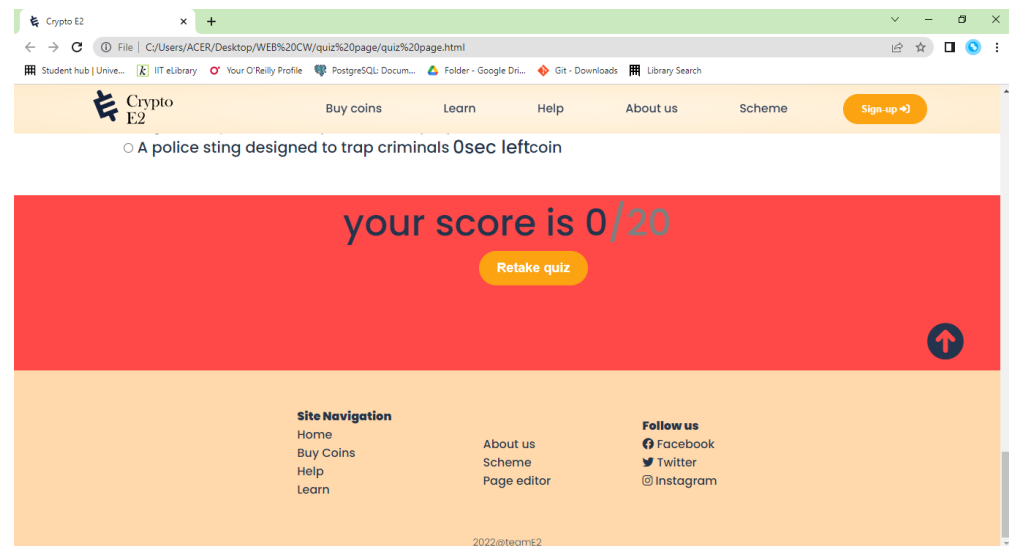 Crypto E2
File | C:/Users/ACER/Desktop/WEB%20CW/quiz%20page/quiz%20page.html
Student hub | Unive... IIT eLibrary Your O'Reilly Profile PostgreSQL: Docum... Folder - Google Dri... Git - Downloads Library Search
Crypto
E2
Buy coins Learn Help About us Scheme Sign-up
A police sting designed to trap criminals 0sec leftcoin
your score is 0/20
Retake quiz
Site Navigation
Home
Buy Coins
Help
Learn
About us
Scheme
Page editor
Follow us
Facebook
Twitter
Instagram
2022@teamE2